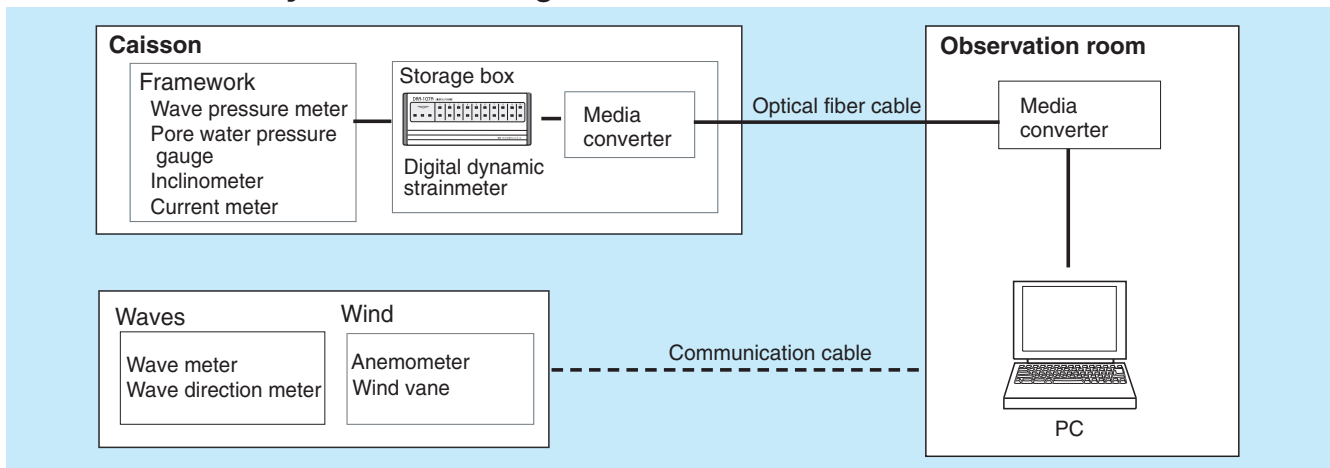 Caisson
Framework
Wave pressure meter
Pore water pressure
gauge
Inclinometer
Current meter
Storage box
Digital dynamic
strainmeter
Media
converter
Optical fiber cable
Observation room
Media
converter
PC
Waves
Wave meter
Wave direction meter
Wind
Anemometer
Wind vane
Communication cable